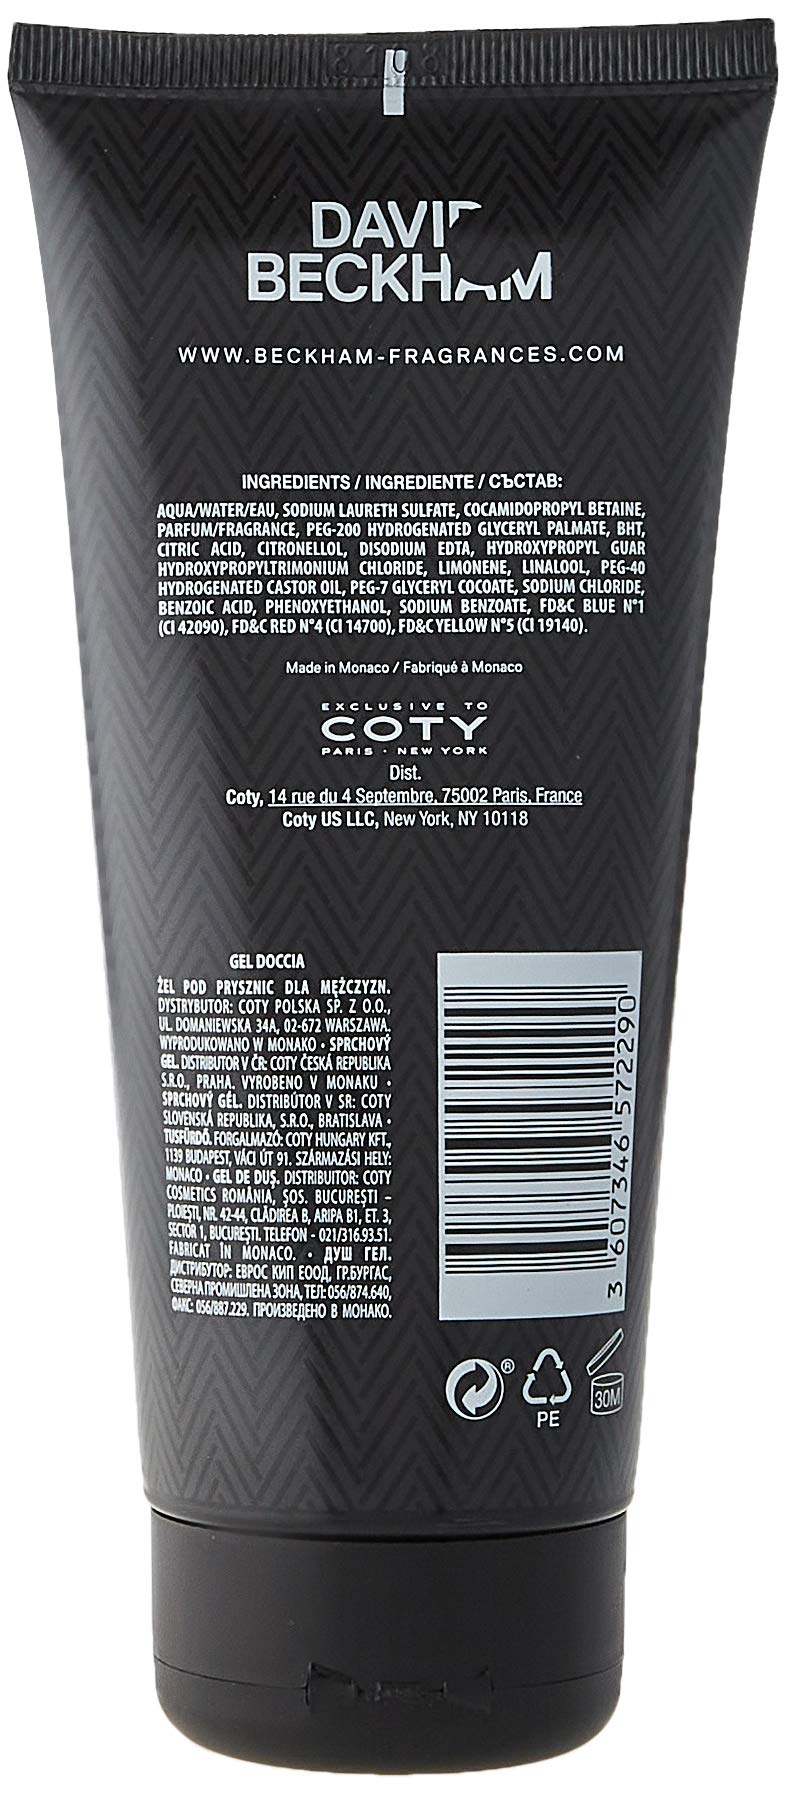 8108
DAVID
BECKHAM
WWW.BECKHAM-FRAGRANCES.COM
INGREDIENTS / INGREDIENTE / СЪСТАВ:
AQUA/WATER/EAU, SODIUM LAURETH SULFATE, COCAMIDOPROPYL BETAINE,
PARFUM/FRAGRANCE, PEG-200 HYDROGENATED GLYCERYL PALMATE, BHT,
CITRIC ACID, CITRONELLOL, DISODIUM EDTA, HYDROXYPROPYL GUAR
HYDROXYPROPYLTRIMONIUM CHLORIDE, LIMONENE, LINALOOL, PEG-40
HYDROGENATED CASTOR OIL, PEG-7 GLYCERYL COCOATE, SODIUM CHLORIDE,
BENZOIC ACID, PHENOXYETHANOL, SODIUM BENZOATE, FD&C BLUE N°1
(CI 42090), FD&C RED N°4 (CI 14700), FD&C YELLOW N°5 (CI 19140).
Made in Monaco / Fabriqué à Monaco
EXCLUSIVE TO
COTY
PARIS · NEW YORK
Dist.
Coty, 14 rue du 4 Septembre, 75002 Paris, France
Coty US LLC, New York, NY 10118
GEL DOCCIA
ŻEL POD PRYSZNIC DLA MĘŻCZYZN.
DYSTRYBUTOR: COTY POLSKA SP. Z O.O.,
UL. DOMANIEWSKA 34A, 02-672 WARSZAWA.
WYPRODUKOWANO W MONAKO • SPRCHOVÝ
GEL. DISTRIBUTOR V ČR: COTY ČESKÁ REPUBLIKA
S.R.O., PRAHA. VYROBENO V MONAKU •
SPRCHOVÝ GÉL. DISTRIBÚTOR V SR: COTY
SLOVENSKÁ REPUBLIKA, S.R.O., BRATISLAVA •
TUSFÜRDŐ. FORGALMAZÓ: COTY HUNGARY KFT.,
1139 BUDAPEST, VÁCI ÚT 91. SZÁRMAZÁSI HELY:
MONACO • GEL DE DUȘ. DISTRIBUITOR: COTY
COSMETICS ROMÂNIA, ȘOS. BUCUREȘTI –
PLOIEȘTI, NR. 42-44, CLĂDIREA B, ARIPA B1, ET. 3,
SECTOR 1, BUCUREȘTI. TELEFON - 021/316.93.51.
FABRICAT ÎN MONACO. • ДУШ ГЕЛ.
ДИСТРИБУТОР: ЕВРОС КИП ЕООД, ГР.БУРГАС,
СЕВЕРНА ПРОМИШЛЕНА ЗОНА, ТЕЛ: 056/874.640,
ФАКС: 056/887.229. ПРОИЗВЕДЕНО В МОНАКО.
3 607346 572290
®
PE
30M